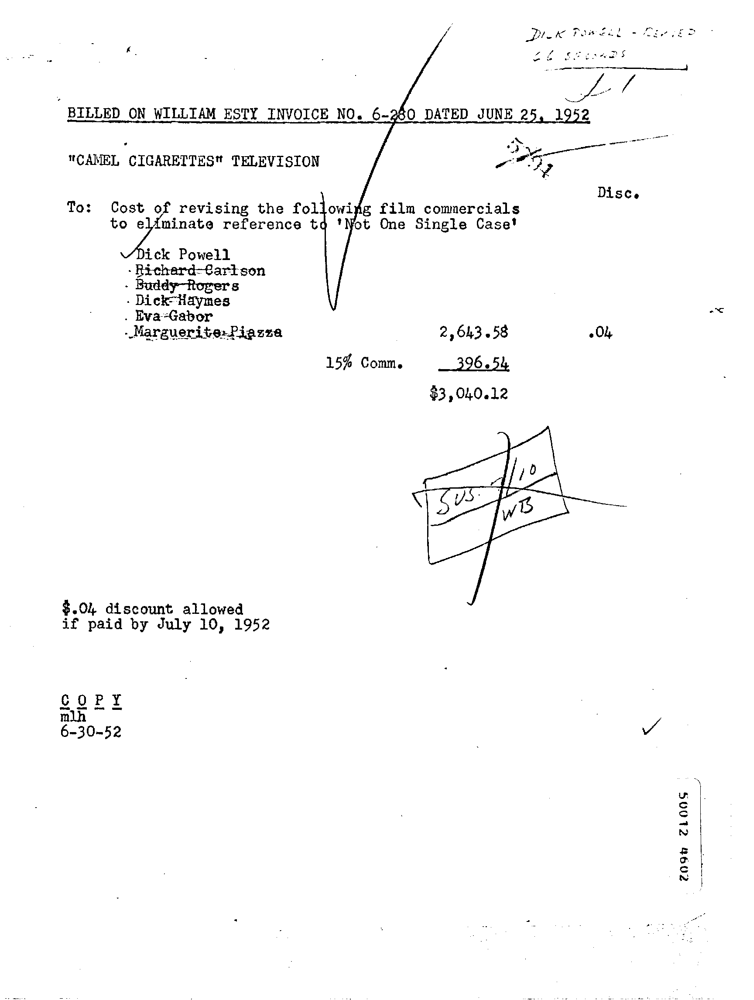 DICK POWELL - REVISED
BILLED ON WILLIAM ESTY INVOICE NO. 6-280 DATED JUNE 25, 1952
"CAMEL CIGARETTES" TELEVISION
Disc.
To: Cost of revising the following film commercials
to eliminate reference to 'Not One Single Case'
Dick Powell
Richard Carlson
Buddy Rogers
Dick Haymes
Eva Gabor
Marguerite Piazza 2,643.58 .04
15% Comm. 396.54
$3,040.12
SUS. 7/10
WB
$.04 discount allowed
if paid by July 10, 1952
C O P Y
mlh
6-30-52
50012 4602